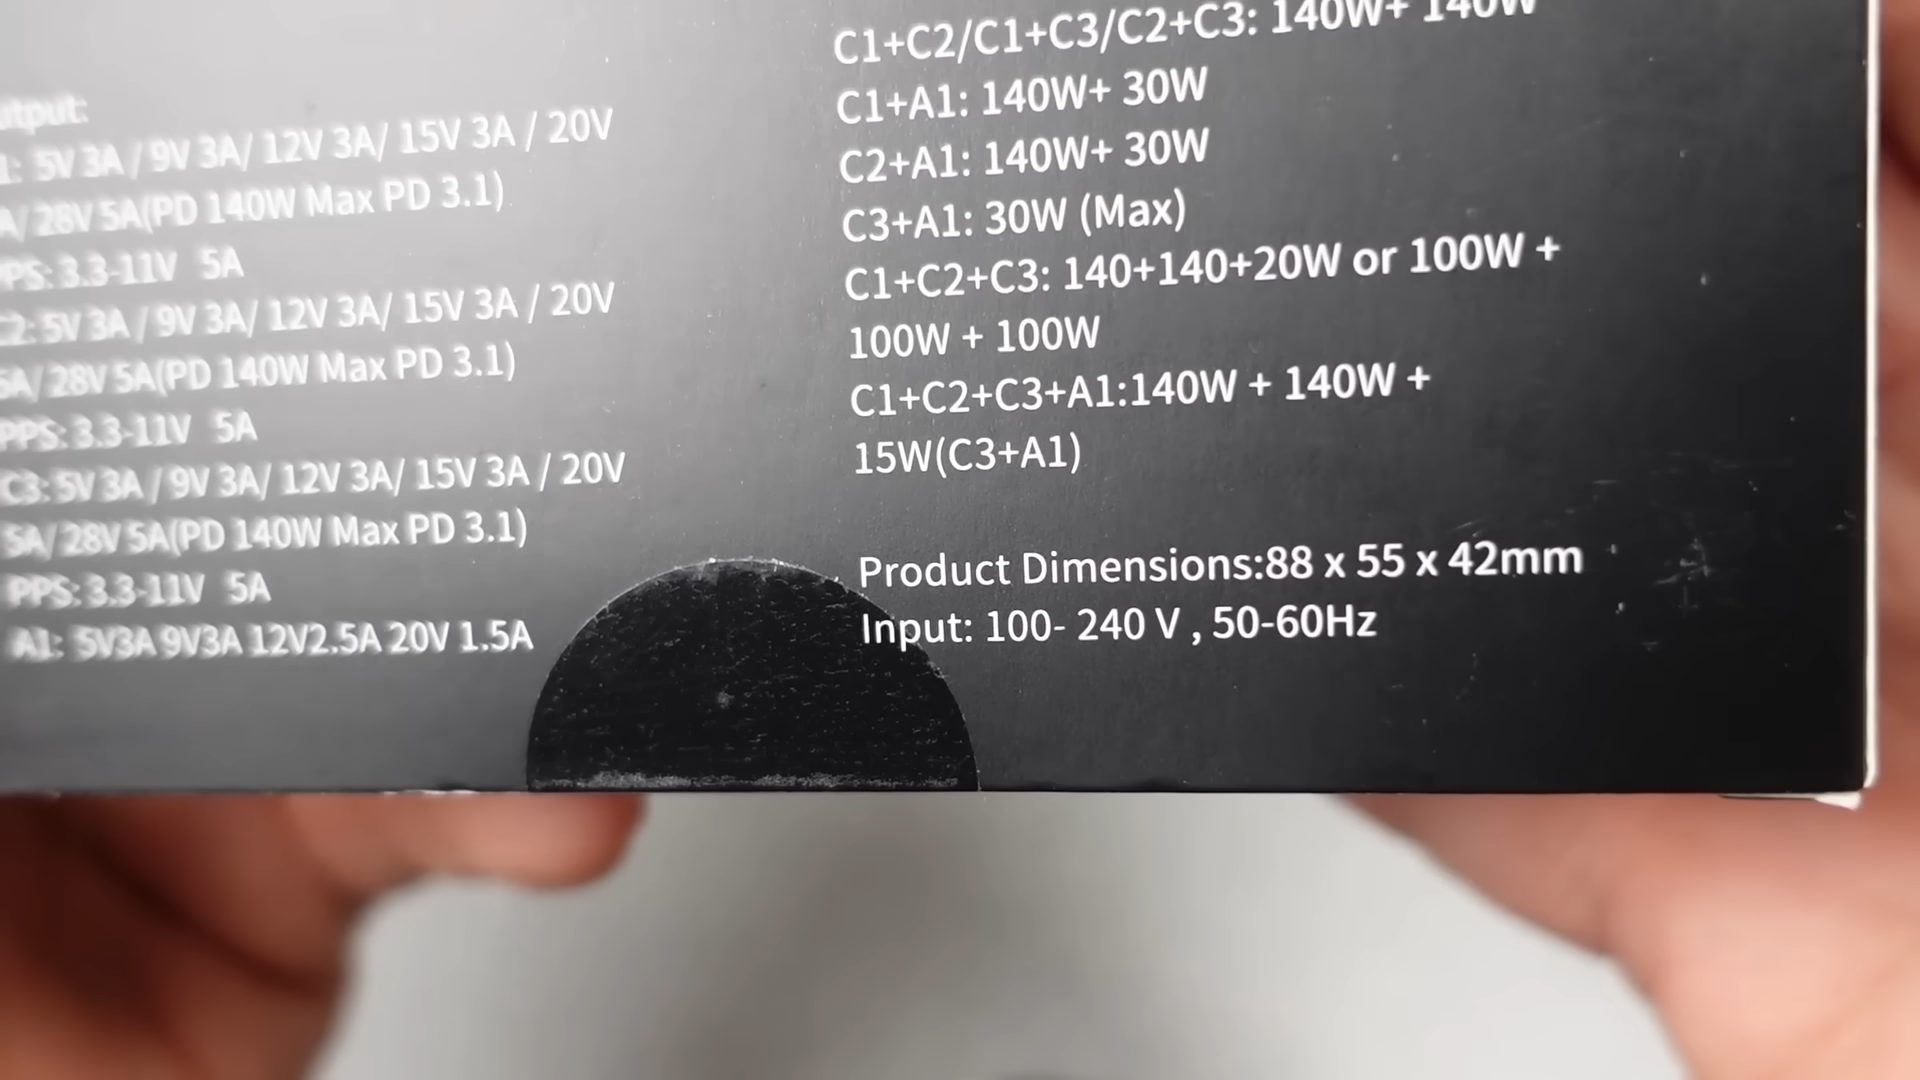 utput:
1: 5V 3A / 9V 3A/ 12V 3A/ 15V 3A / 20V
A/ 28V 5A(PD 140W Max PD 3.1)
PPS: 3.3-11V 5A
C2: 5V 3A / 9V 3A/ 12V 3A/ 15V 3A / 20V
5A/ 28V 5A(PD 140W Max PD 3.1)
PPS: 3.3-11V 5A
C3: 5V 3A / 9V 3A/ 12V 3A/ 15V 3A / 20V
5A/ 28V 5A(PD 140W Max PD 3.1)
PPS: 3.3-11V 5A
A1: 5V3A 9V3A 12V2.5A 20V 1.5A
C1+C2/C1+C3/C2+C3: 140W+ 140W
C1+A1: 140W+ 30W
C2+A1: 140W+ 30W
C3+A1: 30W (Max)
C1+C2+C3: 140+140+20W or 100W +
100W + 100W
C1+C2+C3+A1:140W + 140W +
15W(C3+A1)
Product Dimensions:88 x 55 x 42mm
Input: 100- 240 V , 50-60Hz